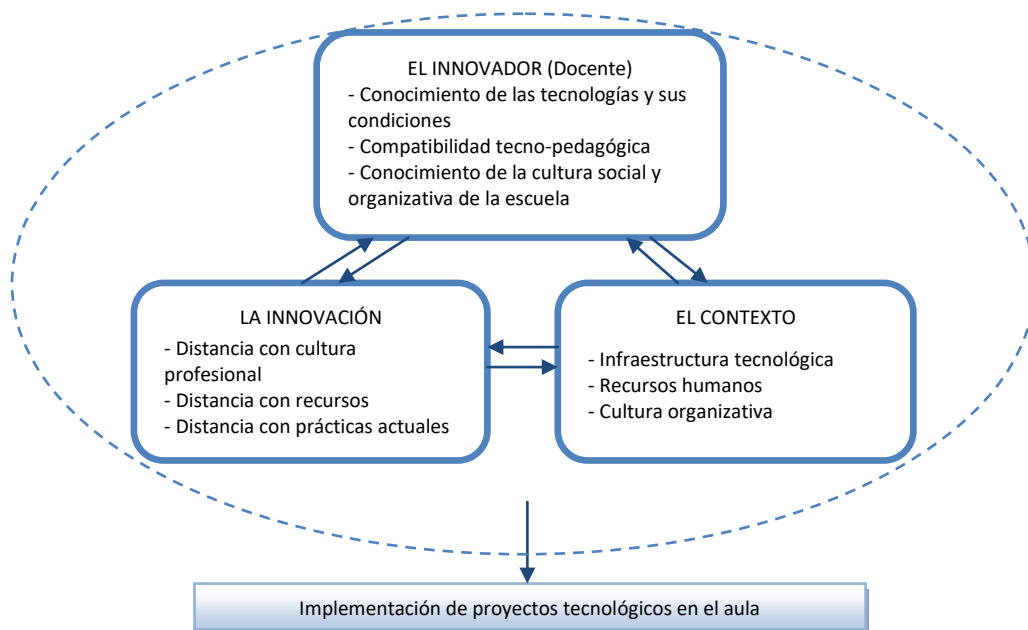 EL INNOVADOR (Docente)
- Conocimiento de las tecnologías y sus
condiciones
- Compatibilidad tecno-pedagógica
- Conocimiento de la cultura social y
organizativa de la escuela
LA INNOVACIÓN
- Distancia con cultura
profesional
- Distancia con recursos
- Distancia con prácticas actuales
EL CONTEXTO
- Infraestructura tecnológica
- Recursos humanos
- Cultura organizativa
Implementación de proyectos tecnológicos en el aula